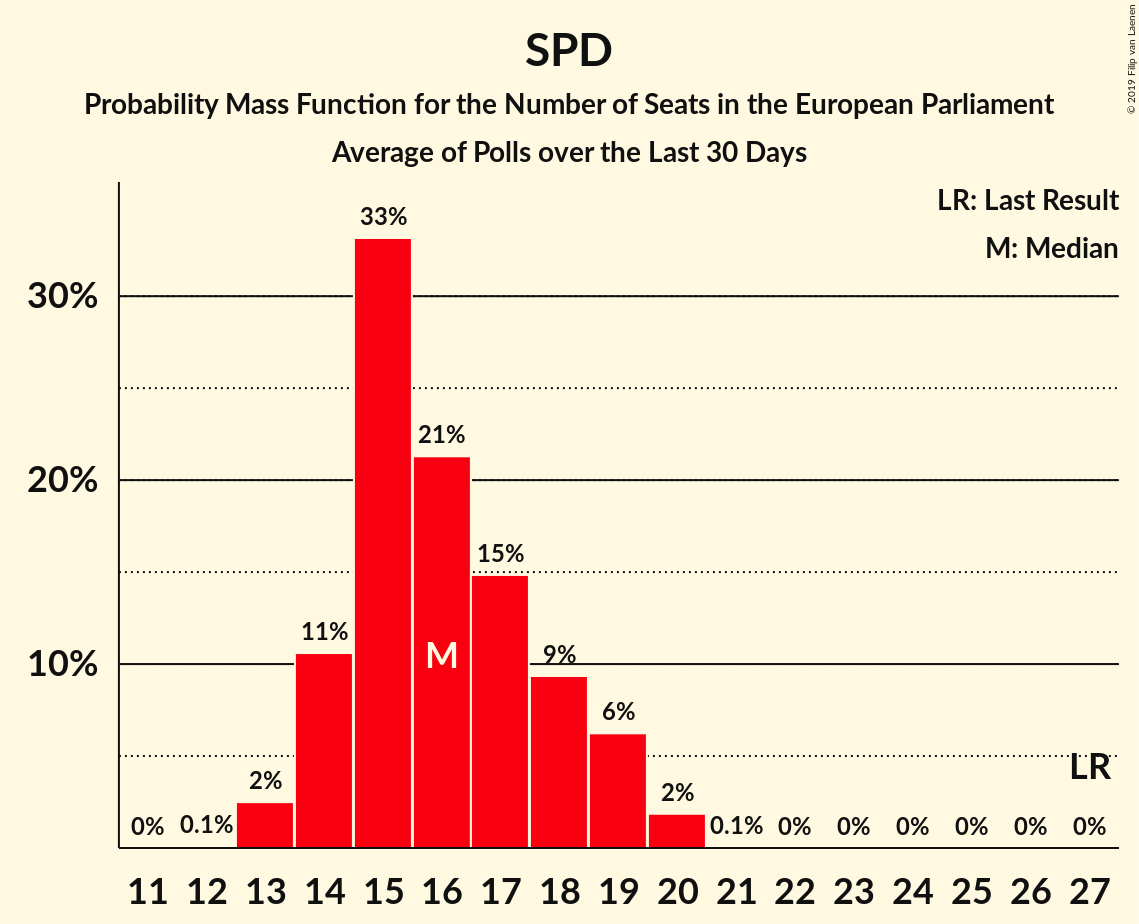 SPD
Probability Mass Function for the Number of Seats in the European Parliament
Average of Polls over the Last 30 Days
© 2019 Filip van Laenen
LR: Last Result
M: Median
30%
20%
10%
0%
0.1%
2%
11%
33%
21%
15%
9%
6%
2%
0.1%
0%
0%
0%
0%
0%
0%
M
LR
11 12 13 14 15 16 17 18 19 20 21 22 23 24 25 26 27